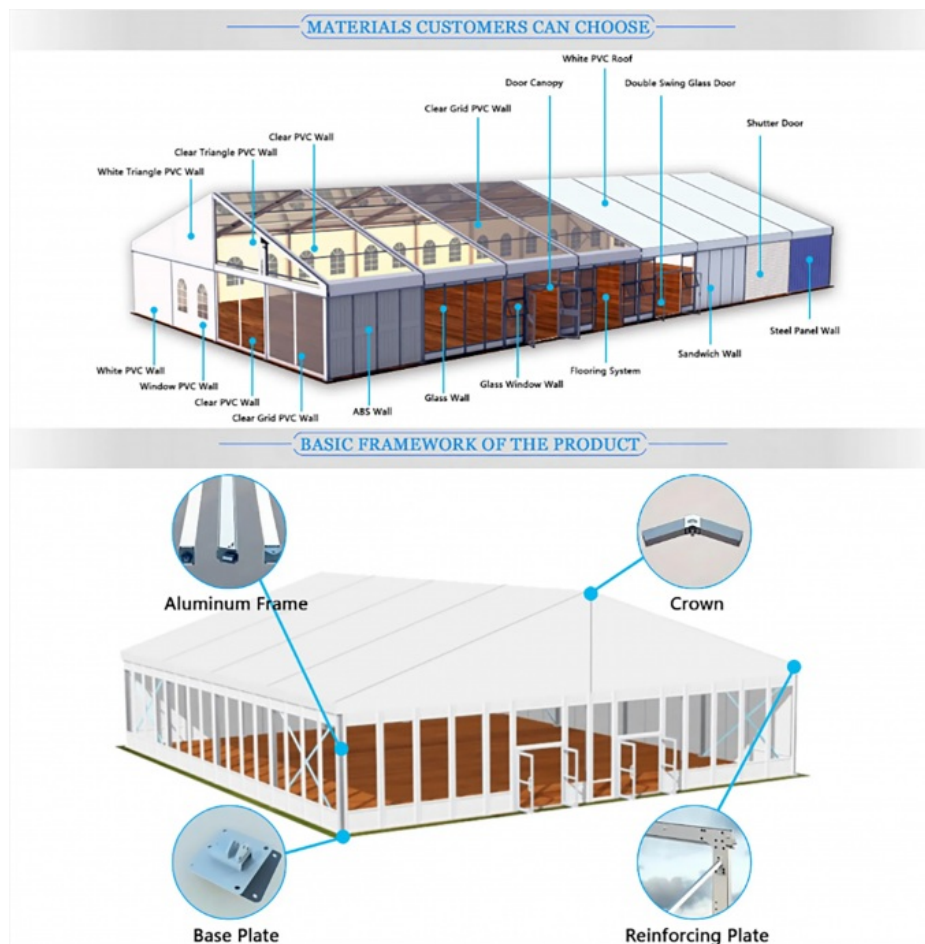 MATERIALS CUSTOMERS CAN CHOOSE
White PVC Roof
Door Canopy
Double Swing Glass Door
Clear Grid PVC Wall
Shutter Door
Clear PVC Wall
Clear Triangle PVC Wall
White Triangle PVC Wall
Steel Panel Wall
Sandwich Wall
White PVC Wall
Flooring System
Window PVC Wall
Glass Window Wall
Clear PVC Wall
Glass Wall
ABS Wall
Clear Grid PVC Wall
BASIC FRAMEWORK OF THE PRODUCT
Aluminum Frame
Crown
Base Plate
Reinforcing Plate